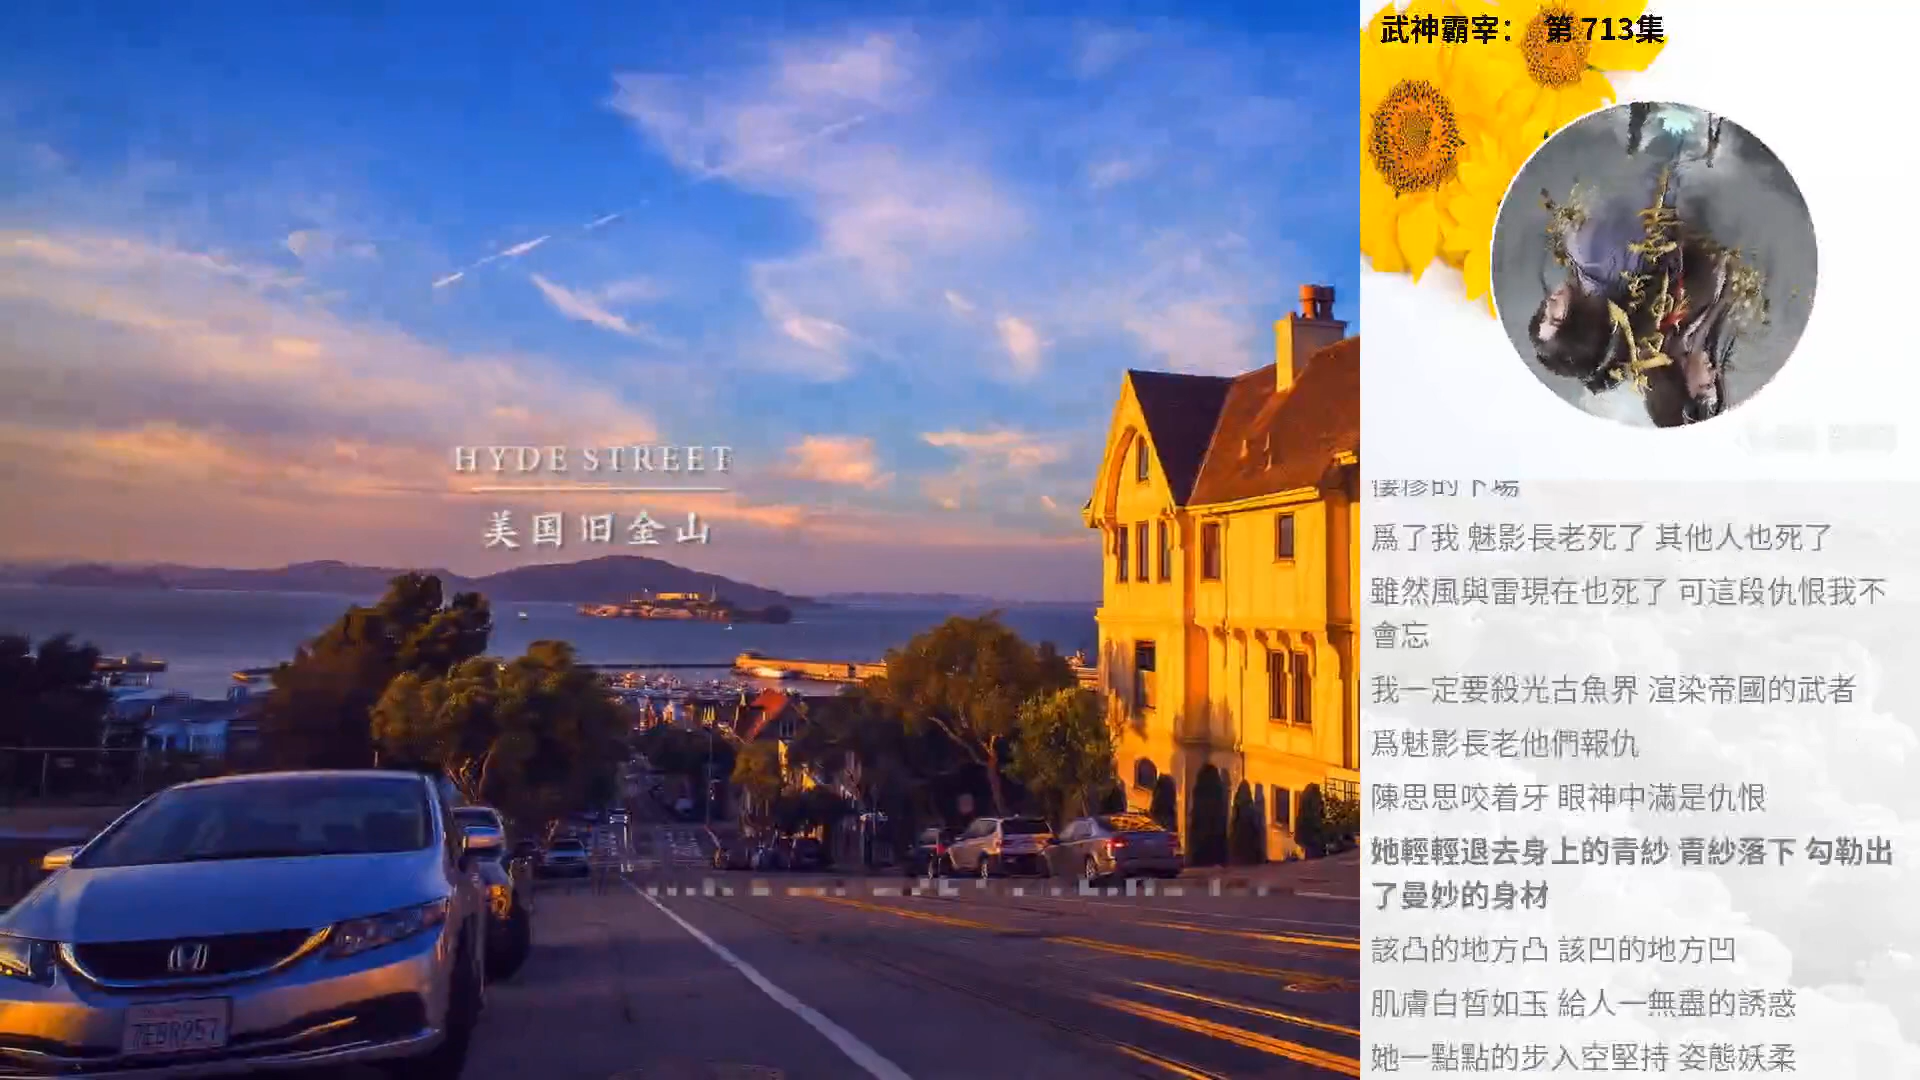 武神霸宰： 第 713集
HYDE STREET
美国旧金山
7EBR957
爲了我 魅影長老死了 其他人也死了
雖然風與雷現在也死了 可這段仇恨我不
會忘
我一定要殺光古魚界 渲染帝國的武者
爲魅影長老他們報仇
陳思思咬着牙 眼神中滿是仇恨
她輕輕退去身上的青紗 青紗落下 勾勒出
了曼妙的身材
該凸的地方凸 該凹的地方凹
肌膚白皙如玉 給人一無盡的誘惑
她一點點的步入空堅持 姿態妖柔